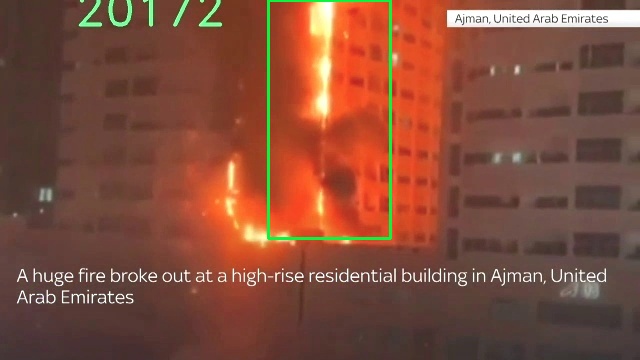 20172
Ajman, United Arab Emirates
A huge fire broke out at a high-rise residential building in Ajman, United
Arab Emirates